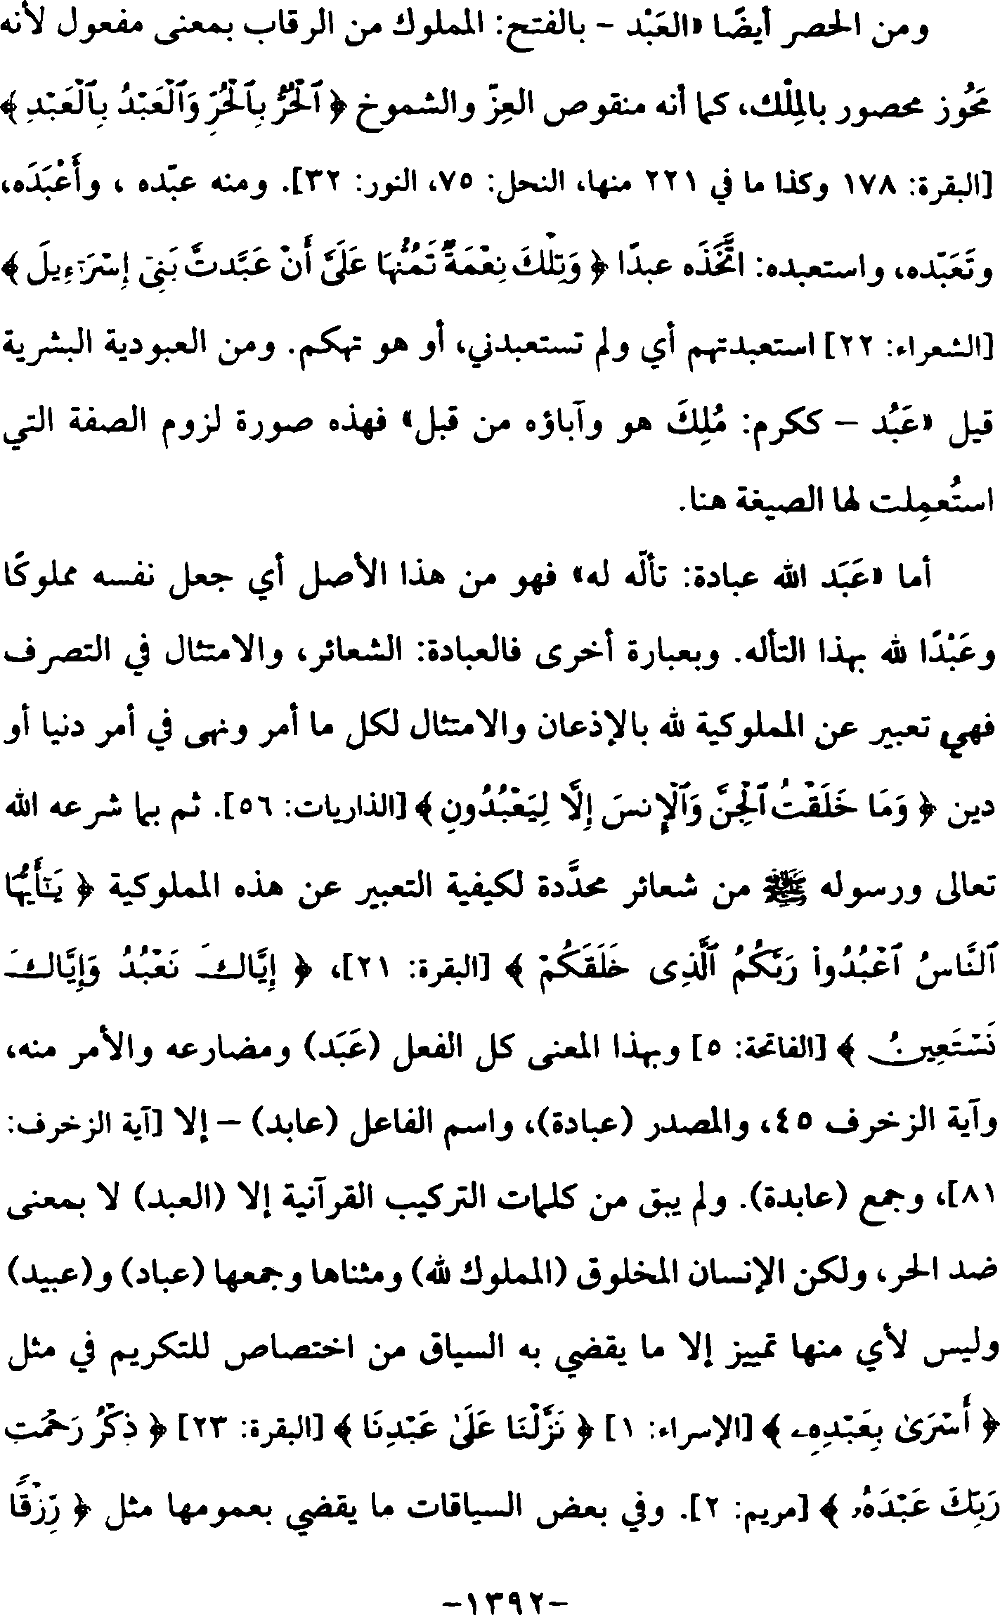 ومن الحصر أيضًا «العَبْد – بالفتح: المملوك من الرقاب بمعنى مفعول لأنه
مَحُوز محصور بالمِلْك، كما أنه منقوص العِزّ والشموخ ﴿ ٱلْحُرُّ بِٱلْحُرِّ وَٱلْعَبْدُ بِٱلْعَبْدِ ﴾
[البقرة: ١٧٨ وكذا ما في ٢٢١ منها، النحل: ٧٥، النور: ٣٢]. ومنه عبّده ، وأَعْبَدَه،
وتَعَبّده، واستعبده: اتَّخَذَه عبدًا ﴿ وَتِلْكَ نِعْمَةٌ تَمُنُّهَا عَلَىَّ أَنْ عَبَّدتَّ بَنِىٓ إِسْرَٰٓءِيلَ ﴾
[الشعراء: ٢٢] استعبدتهم أي ولم تستعبدني، أو هو تهكم. ومن العبودية البشرية
قيل «عَبُد – ككرم: مُلِكَ هو وآباؤه من قبل» فهذه صورة لزوم الصفة التي
استُعمِلت لها الصيغة هنا.
أما «عَبَد الله عبادة: تألّه له» فهو من هذا الأصل أي جعل نفسه مملوكًا
وعَبْدًا لله بهذا التأله. وبعبارة أخرى فالعبادة: الشعائر، والامتثال في التصرف
فهي تعبير عن المملوكية لله بالإذعان والامتثال لكل ما أمر ونهى في أمر دنيا أو
دين ﴿ وَمَا خَلَقْتُ ٱلْجِنَّ وَٱلْإِنسَ إِلَّا لِيَعْبُدُونِ ﴾ [الذاريات: ٥٦]. ثم بما شرعه الله
تعالى ورسوله ﷺ من شعائر محدَّدة لكيفية التعبير عن هذه المملوكية ﴿ يَٰٓأَيُّهَا
ٱلنَّاسُ ٱعْبُدُوا۟ رَبَّكُمُ ٱلَّذِى خَلَقَكُمْ ﴾ [البقرة: ٢١]، ﴿ إِيَّاكَ نَعْبُدُ وَإِيَّاكَ
نَسْتَعِينُ ﴾ [الفاتحة: ٥] وبهذا المعنى كل الفعل (عَبَد) ومضارعه والأمر منه،
وآية الزخرف ٤٥، والمصدر (عبادة)، واسم الفاعل (عابد) – إلا [آية الزخرف:
٨١]، وجمع (عابدة). ولم يبق من كلمات التركيب القرآنية إلا (العبد) لا بمعنى
ضد الحر، ولكن الإنسان المخلوق (المملوك لله) ومثناها وجمعها (عباد) و(عبيد)
وليس لأي منها تمييز إلا ما يقضي به السياق من اختصاص للتكريم في مثل
﴿ أَسْرَىٰ بِعَبْدِهِۦ ﴾ [الإسراء: ١] ﴿ نَزَّلْنَا عَلَىٰ عَبْدِنَا ﴾ [البقرة: ٢٣] ﴿ ذِكْرُ رَحْمَتِ
رَبِّكَ عَبْدَهُۥ ﴾ [مريم: ٢]. وفي بعض السياقات ما يقضي بعمومها مثل ﴿ رِّزْقًا
–١٣٩٢–